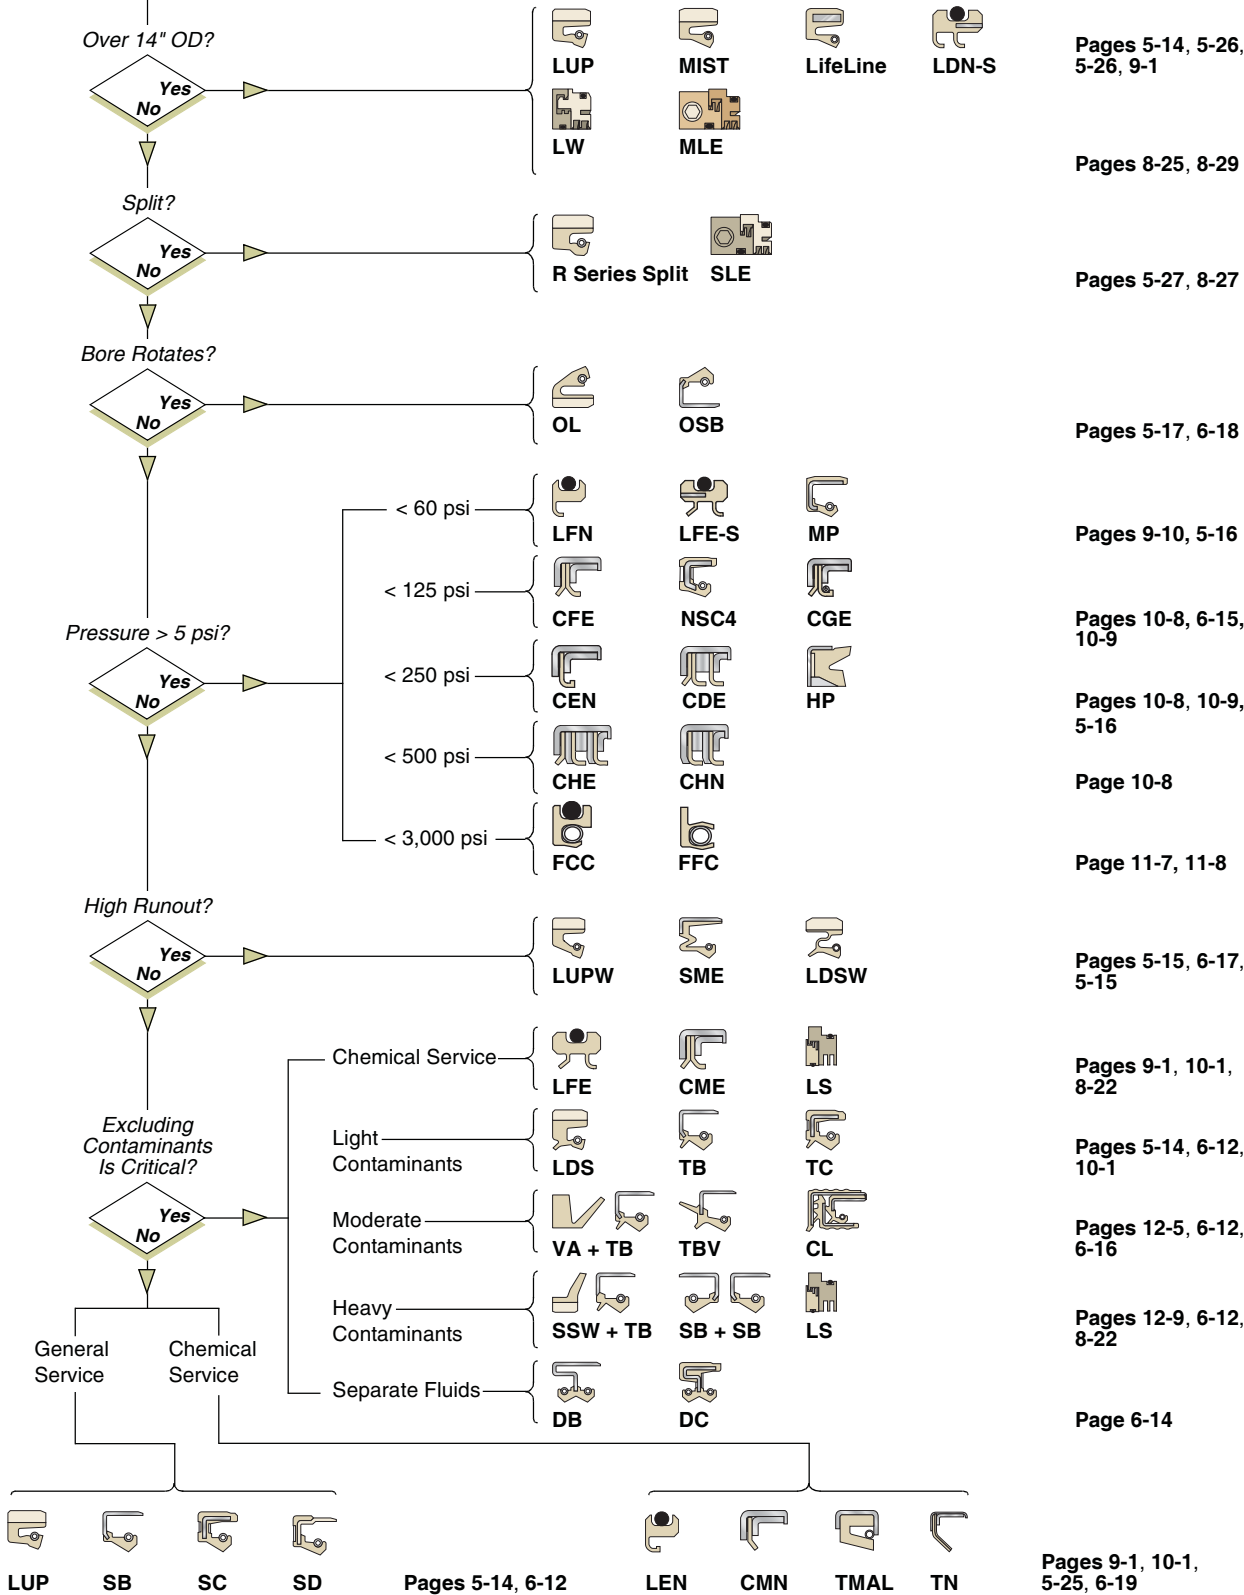 Over 14" OD?
Yes
No
LUP MIST LifeLine LDN-S
Pages 5-14, 5-26,
5-26, 9-1
LW MLE
Pages 8-25, 8-29
Split?
Yes
No
R Series Split SLE
Pages 5-27, 8-27
Bore Rotates?
Yes
No
OL OSB
Pages 5-17, 6-18
Pressure > 5 psi?
Yes
No
< 60 psi
LFN LFE-S MP
Pages 9-10, 5-16
< 125 psi
CFE NSC4 CGE
Pages 10-8, 6-15,
10-9
< 250 psi
CEN CDE HP
Pages 10-8, 10-9,
5-16
< 500 psi
CHE CHN
Page 10-8
< 3,000 psi
FCC FFC
Page 11-7, 11-8
High Runout?
Yes
No
LUPW SME LDSW
Pages 5-15, 6-17,
5-15
Excluding
Contaminants
Is Critical?
Yes
No
Chemical Service
LFE CME LS
Pages 9-1, 10-1,
8-22
Light
Contaminants
LDS TB TC
Pages 5-14, 6-12,
10-1
Moderate
Contaminants
VA + TB TBV CL
Pages 12-5, 6-12,
6-16
Heavy
Contaminants
SSW + TB SB + SB LS
Pages 12-9, 6-12,
8-22
Separate Fluids
DB DC
Page 6-14
General
Service
Chemical
Service
LUP SB SC SD
Pages 5-14, 6-12
LEN CMN TMAL TN
Pages 9-1, 10-1,
5-25, 6-19